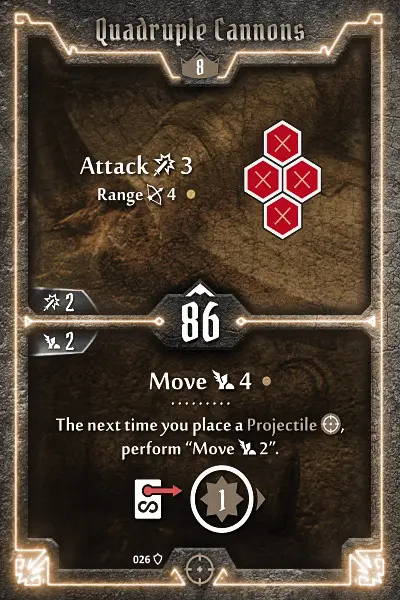 Quadruple Cannons
8
Attack 3
Range 4
2
86
2
Move 4
The next time you place a Projectile ,
perform “Move 2”.
1
026